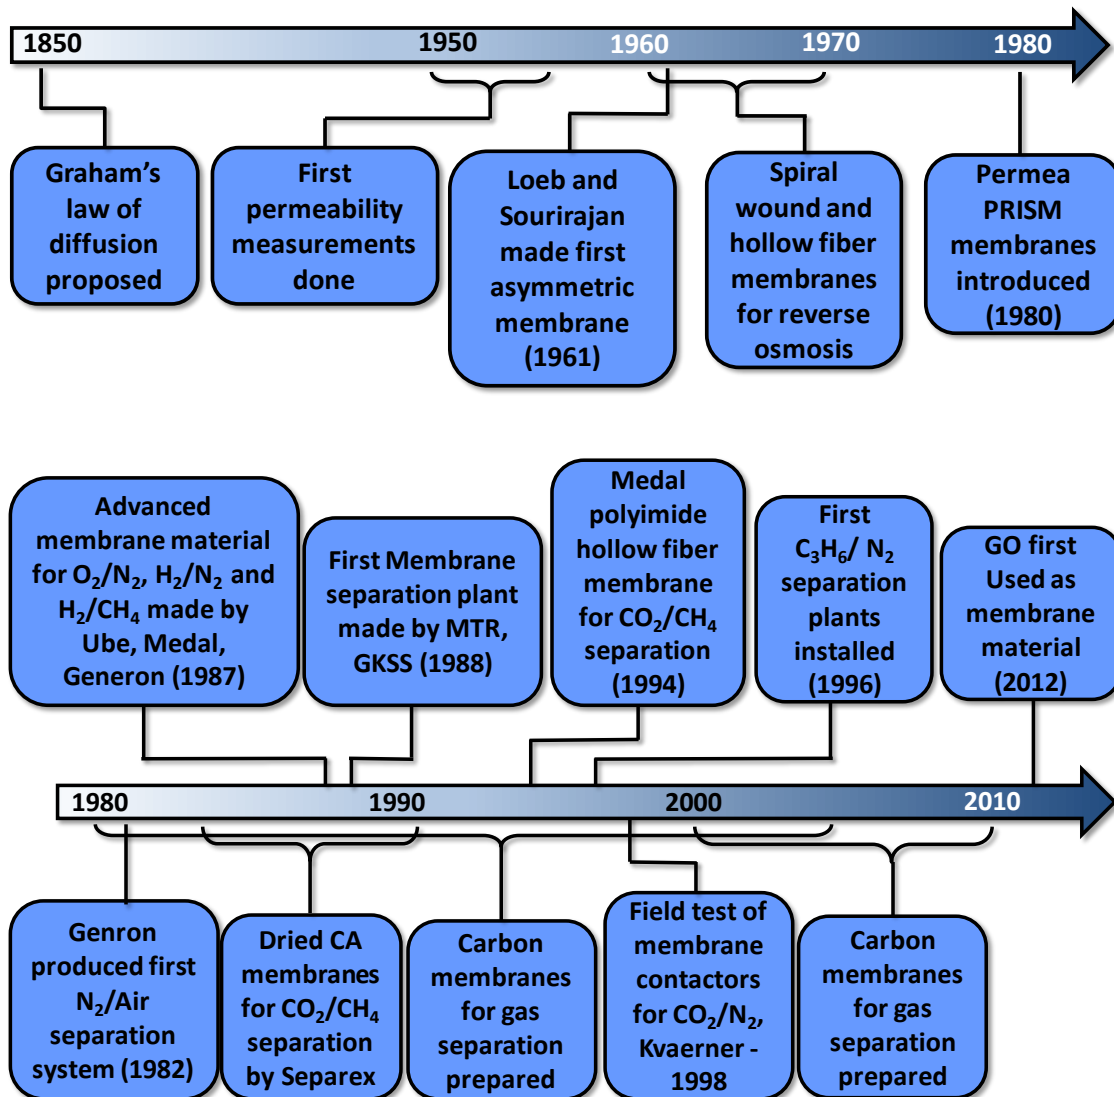 1850 1950 1960 1970 1980
Graham's
law of
diffusion
proposed
First
permeability
measurements
done
Loeb and
Sourirajan
made first
asymmetric
membrane
(1961)
Spiral
wound and
hollow fiber
membranes
for reverse
osmosis
Permea
PRISM
membranes
introduced
(1980)
Advanced
membrane material
for O₂/N₂, H₂/N₂ and
H₂/CH₄ made by
Ube, Medal,
Generon (1987)
First Membrane
separation plant
made by MTR,
GKSS (1988)
Medal
polyimide
hollow fiber
membrane
for CO₂/CH₄
separation
(1994)
First
C₃H₆/ N₂
separation
plants
installed
(1996)
GO first
Used as
membrane
material
(2012)
1980 1990 2000 2010
Genron
produced first
N₂/Air
separation
system (1982)
Dried CA
membranes
for CO₂/CH₄
separation
by Separex
Carbon
membranes
for gas
separation
prepared
Field test of
membrane
contactors
for CO₂/N₂,
Kvaerner -
1998
Carbon
membranes
for gas
separation
prepared